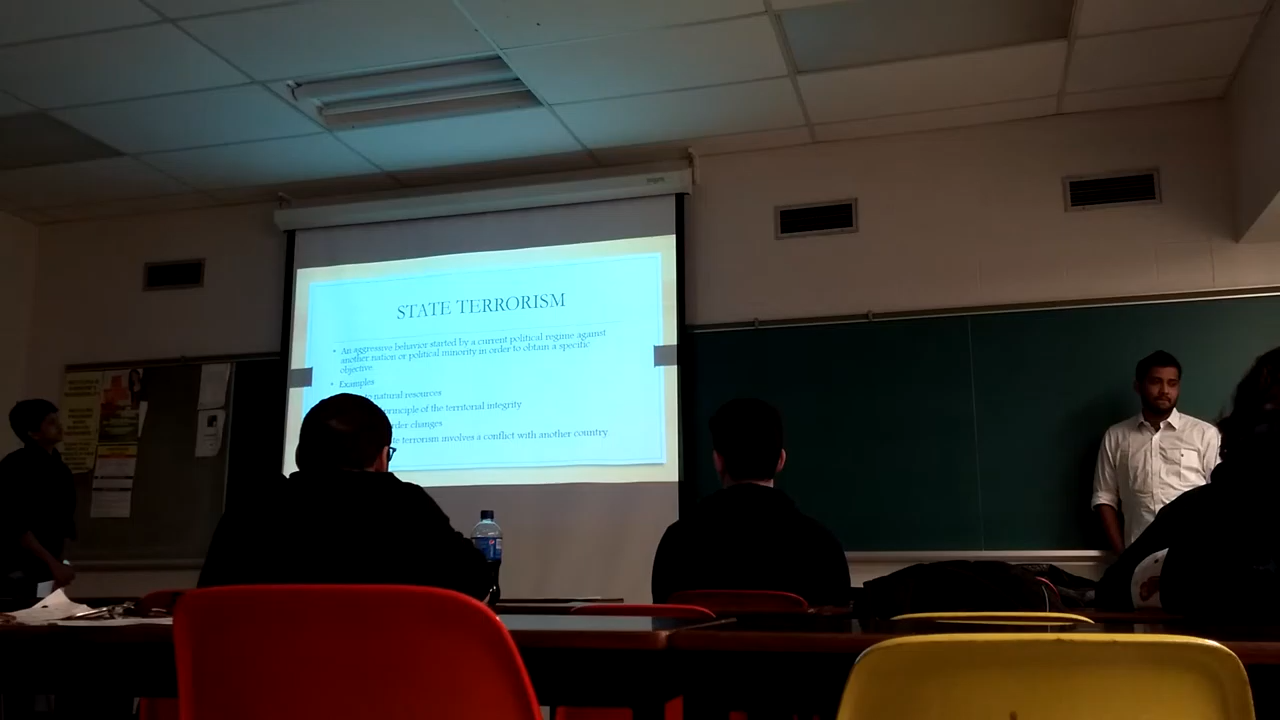 STATE TERRORISM
• An aggressive behavior started by a current political regime against
another nation or political minority in order to obtain a specific
objective
• Examples
natural resources
principle of the territorial integrity
changes
terrorism involves a conflict with another country
pepsi